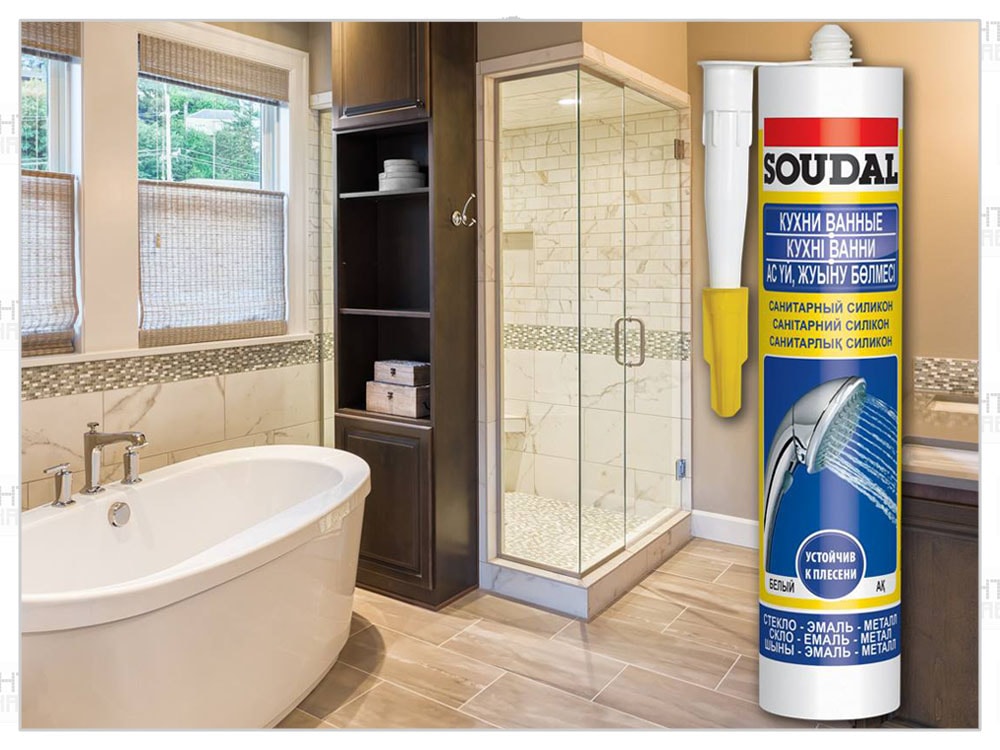 SOUDAL
КУХНИ ВАННЫЕ
КУХНІ ВАННИ
АС ҮЙ, ЖУЫНУ БӨЛМЕСІ
САНИТАРНЫЙ СИЛИКОН
САНІТАРНИЙ СІЛІКОН
САНИТАРЛЫҚ СИЛИКОН
УСТОЙЧИВ
К ПЛЕСЕНИ
БЕЛЫЙ АҚ
СТЕКЛО - ЭМАЛЬ - МЕТАЛЛ
СКЛО - ЕМАЛЬ - МЕТАЛ
ШЫНЫ - ЭМАЛЬ - МЕТАЛЛ